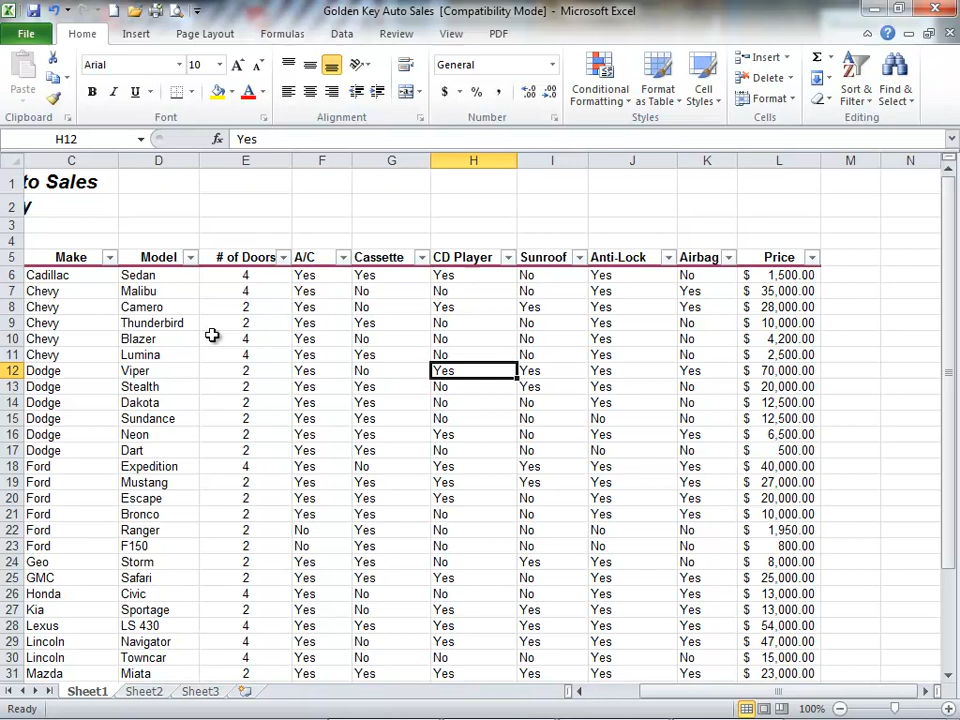 Golden Key Auto Sales [Compatibility Mode] - Microsoft Excel
File Home Insert Page Layout Formulas Data Review View PDF
Paste
Arial 10
General
Conditional Formatting
Format as Table
Cell Styles
Insert
Delete
Format
Sort & Filter
Find & Select
Clipboard Font Alignment Number Styles Cells Editing
H12 fx Yes
C D E F G H I J K L M N
1 to Sales
2 y
3
4
5 Make Model # of Doors A/C Cassette CD Player Sunroof Anti-Lock Airbag Price
6 Cadillac Sedan 4 Yes Yes Yes No Yes No $ 1,500.00
7 Chevy Malibu 4 Yes No No No Yes Yes $ 35,000.00
8 Chevy Camero 2 Yes No Yes Yes Yes Yes $ 28,000.00
9 Chevy Thunderbird 2 Yes Yes No No Yes Yes $ 10,000.00
10 Chevy Blazer 4 Yes No No No Yes Yes $ 4,200.00
11 Chevy Lumina 4 Yes Yes No No Yes Yes $ 2,500.00
12 Dodge Viper 2 Yes No Yes Yes Yes Yes $ 70,000.00
13 Dodge Stealth 2 Yes Yes No Yes Yes Yes $ 20,000.00
14 Dodge Dakota 2 Yes Yes No No Yes Yes $ 12,500.00
15 Dodge Sundance 2 Yes Yes No No No No $ 12,500.00
16 Dodge Neon 2 Yes Yes Yes No Yes Yes $ 6,500.00
17 Dodge Dart 2 Yes Yes No No Yes No $ 500.00
18 Ford Expedition 4 Yes No Yes Yes Yes Yes $ 40,000.00
19 Ford Mustang 2 Yes Yes Yes Yes Yes Yes $ 27,000.00
20 Ford Escape 2 Yes Yes Yes No Yes Yes $ 20,000.00
21 Ford Bronco 2 Yes Yes No No Yes Yes $ 10,000.00
22 Ford Ranger 2 No Yes No No Yes No $ 1,950.00
23 Ford F150 2 No Yes No No Yes No $ 800.00
24 Geo Storm 2 Yes Yes No Yes Yes No $ 8,000.00
25 GMC Safari 2 Yes Yes Yes No Yes Yes $ 25,000.00
26 Honda Civic 4 Yes No No No Yes No $ 13,000.00
27 Kia Sportage 2 Yes No Yes Yes Yes Yes $ 13,000.00
28 Lexus LS 430 4 Yes Yes Yes Yes Yes Yes $ 54,000.00
29 Lincoln Navigator 4 Yes No Yes Yes Yes Yes $ 47,000.00
30 Lincoln Towncar 4 Yes No No No Yes No $ 15,000.00
31 Mazda Miata 2 Yes Yes Yes Yes Yes Yes $ 23,000.00
Sheet1 Sheet2 Sheet3
Ready 100%